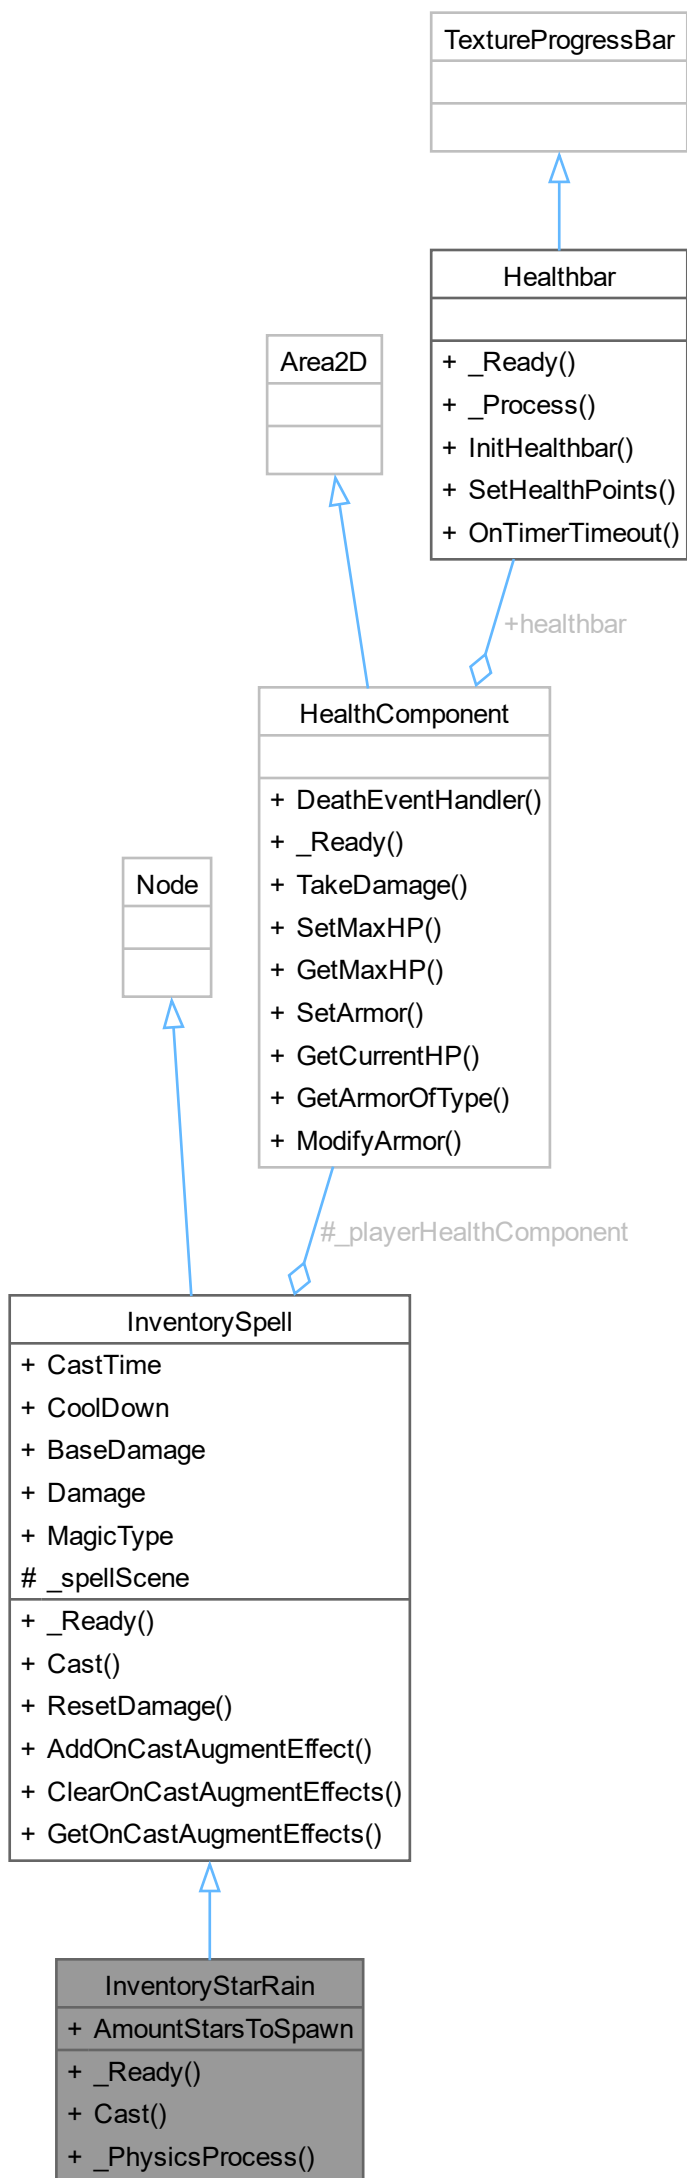 TextureProgressBar
Healthbar
+ _Ready()
+ _Process()
+ InitHealthbar()
+ SetHealthPoints()
+ OnTimerTimeout()
Area2D
+healthbar
HealthComponent
+ DeathEventHandler()
+ _Ready()
+ TakeDamage()
+ SetMaxHP()
+ GetMaxHP()
+ SetArmor()
+ GetCurrentHP()
+ GetArmorOfType()
+ ModifyArmor()
Node
#_playerHealthComponent
InventorySpell
+ CastTime
+ CoolDown
+ BaseDamage
+ Damage
+ MagicType
# _spellScene
+ _Ready()
+ Cast()
+ ResetDamage()
+ AddOnCastAugmentEffect()
+ ClearOnCastAugmentEffects()
+ GetOnCastAugmentEffects()
InventoryStarRain
+ AmountStarsToSpawn
+ _Ready()
+ Cast()
+ _PhysicsProcess()